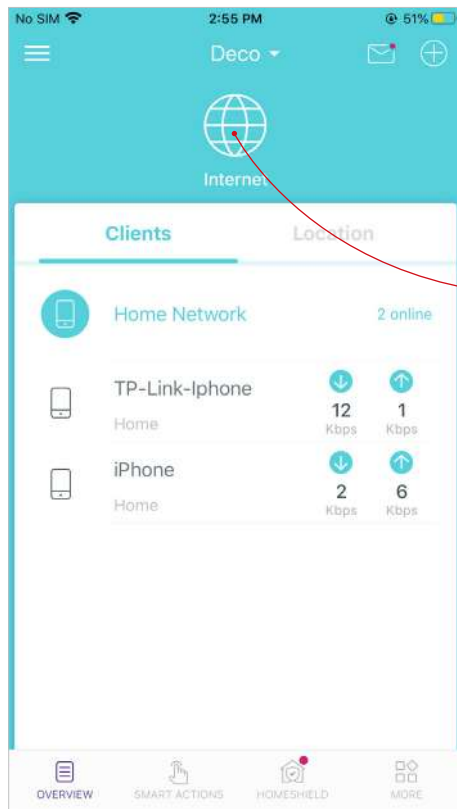 No SIM 2:55 PM 51%
Deco
Internet
Clients Location
Home Network 2 online
TP-Link-Iphone 12 1
Home Kbps Kbps
iPhone 2 6
Home Kbps Kbps
OVERVIEW SMART ACTIONS HOMESHIELD MORE